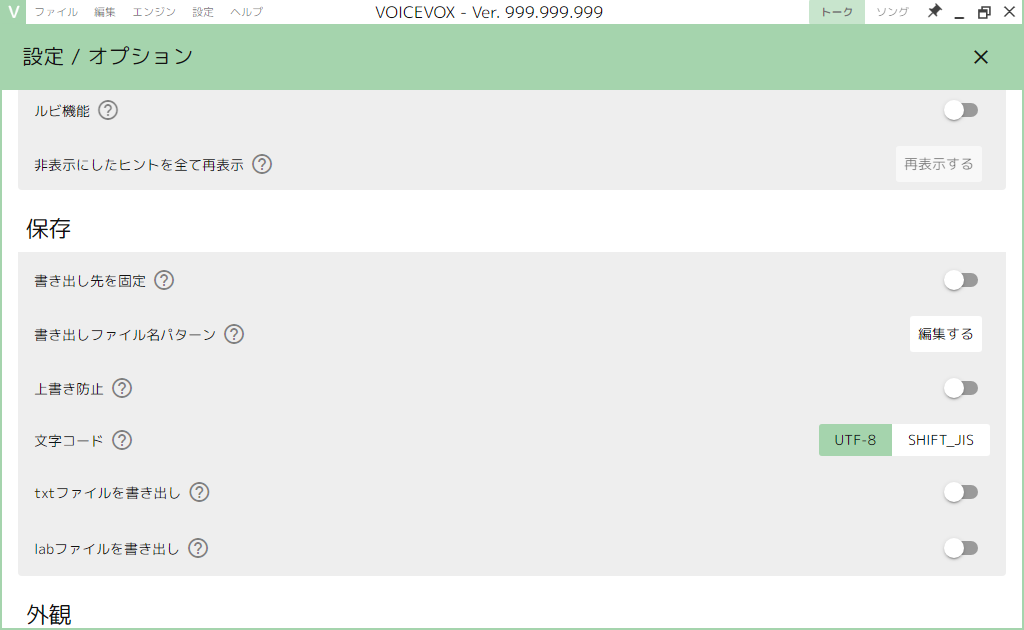 V ファイル 編集 エンジン 設定 ヘルプ VOICEVOX - Ver. 999.999.999 トーク ソング
設定 / オプション
ルビ機能
非表示にしたヒントを全て再表示 再表示する
保存
書き出し先を固定
書き出しファイル名パターン 編集する
上書き防止
文字コード UTF-8 SHIFT_JIS
txtファイルを書き出し
labファイルを書き出し
外観